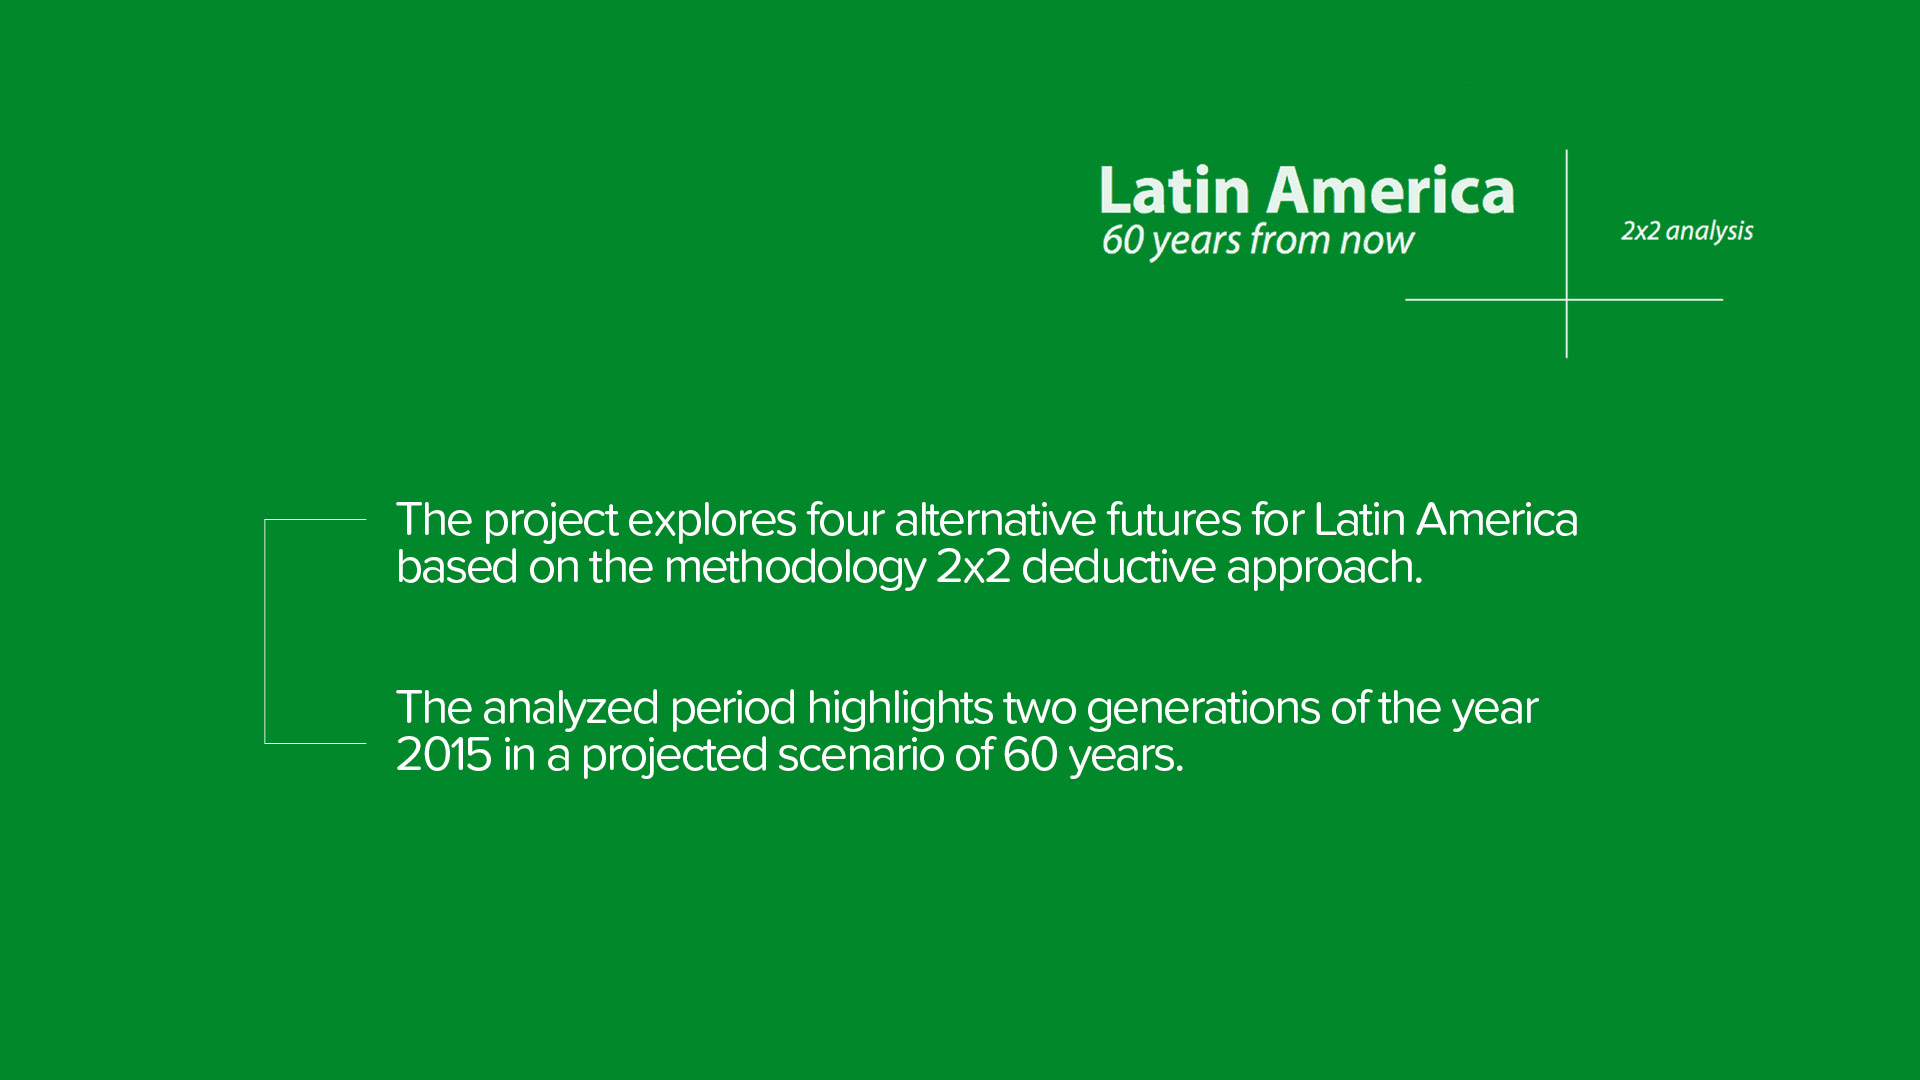 Latin America
60 years from now
2x2 analysis
The project explores four alternative futures for Latin America
based on the methodology 2x2 deductive approach.
The analyzed period highlights two generations of the year
2015 in a projected scenario of 60 years.